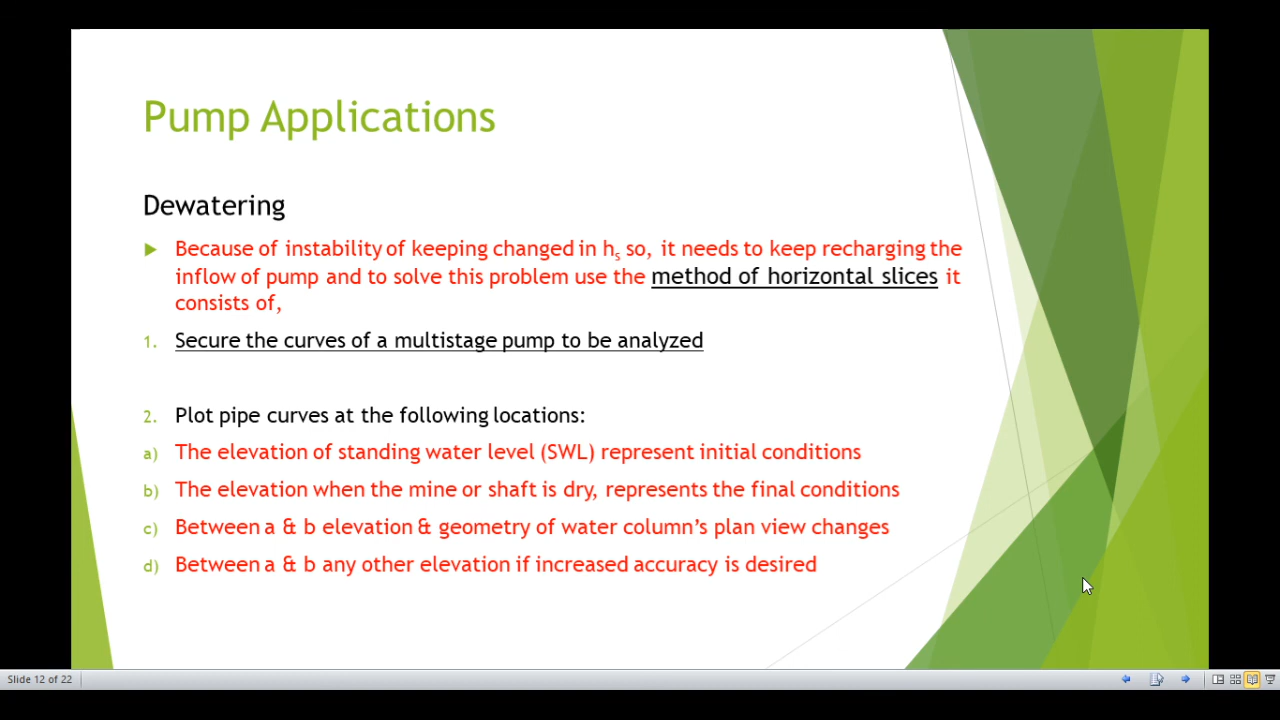 Pump Applications
Dewatering
Because of instability of keeping changed in hs so, it needs to keep recharging the
inflow of pump and to solve this problem use the method of horizontal slices it
consists of,
1. Secure the curves of a multistage pump to be analyzed
2. Plot pipe curves at the following locations:
a) The elevation of standing water level (SWL) represent initial conditions
b) The elevation when the mine or shaft is dry, represents the final conditions
c) Between a & b elevation & geometry of water column's plan view changes
d) Between a & b any other elevation if increased accuracy is desired
Slide 12 of 22